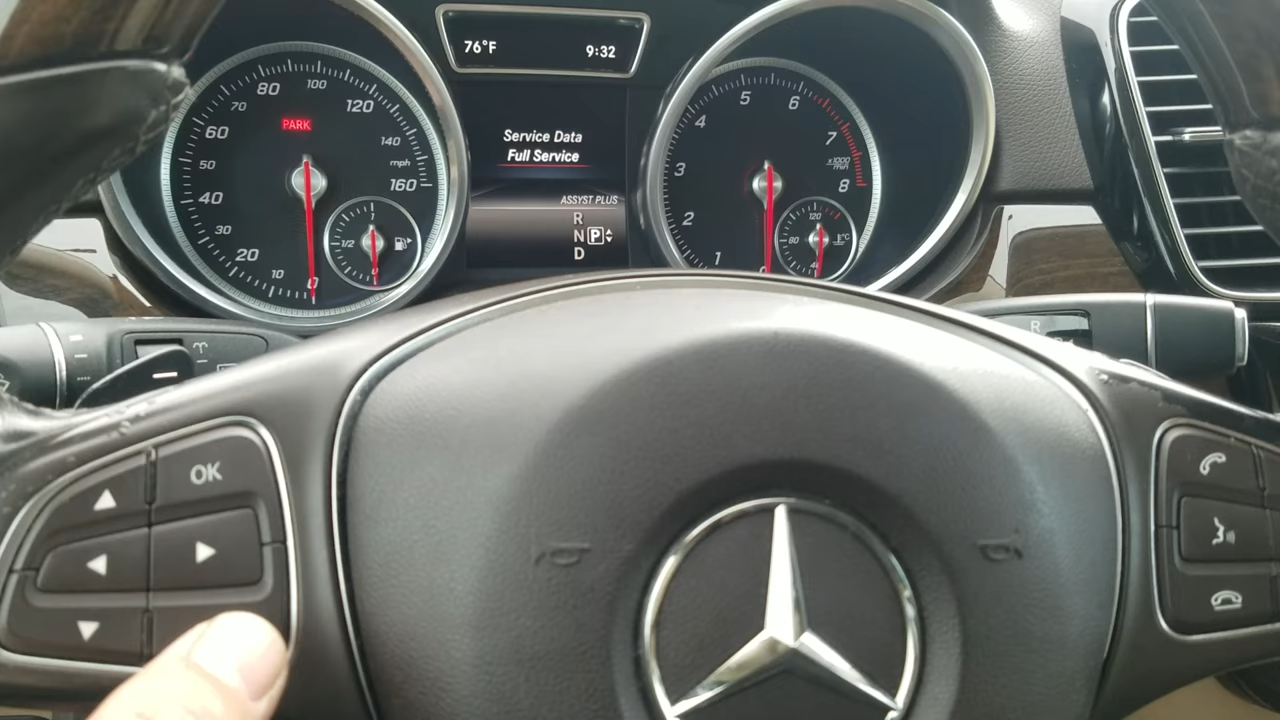 76°F 9:32
Service Data
Full Service
ASSYST PLUS
R
N P
D
PARK
0
10
20
30
40
50
60
70
80
100
120
140
mph
160
1
1/2
0
1
2
3
4
5
6
7
x1000
min
8
120
80
°C
R
OK